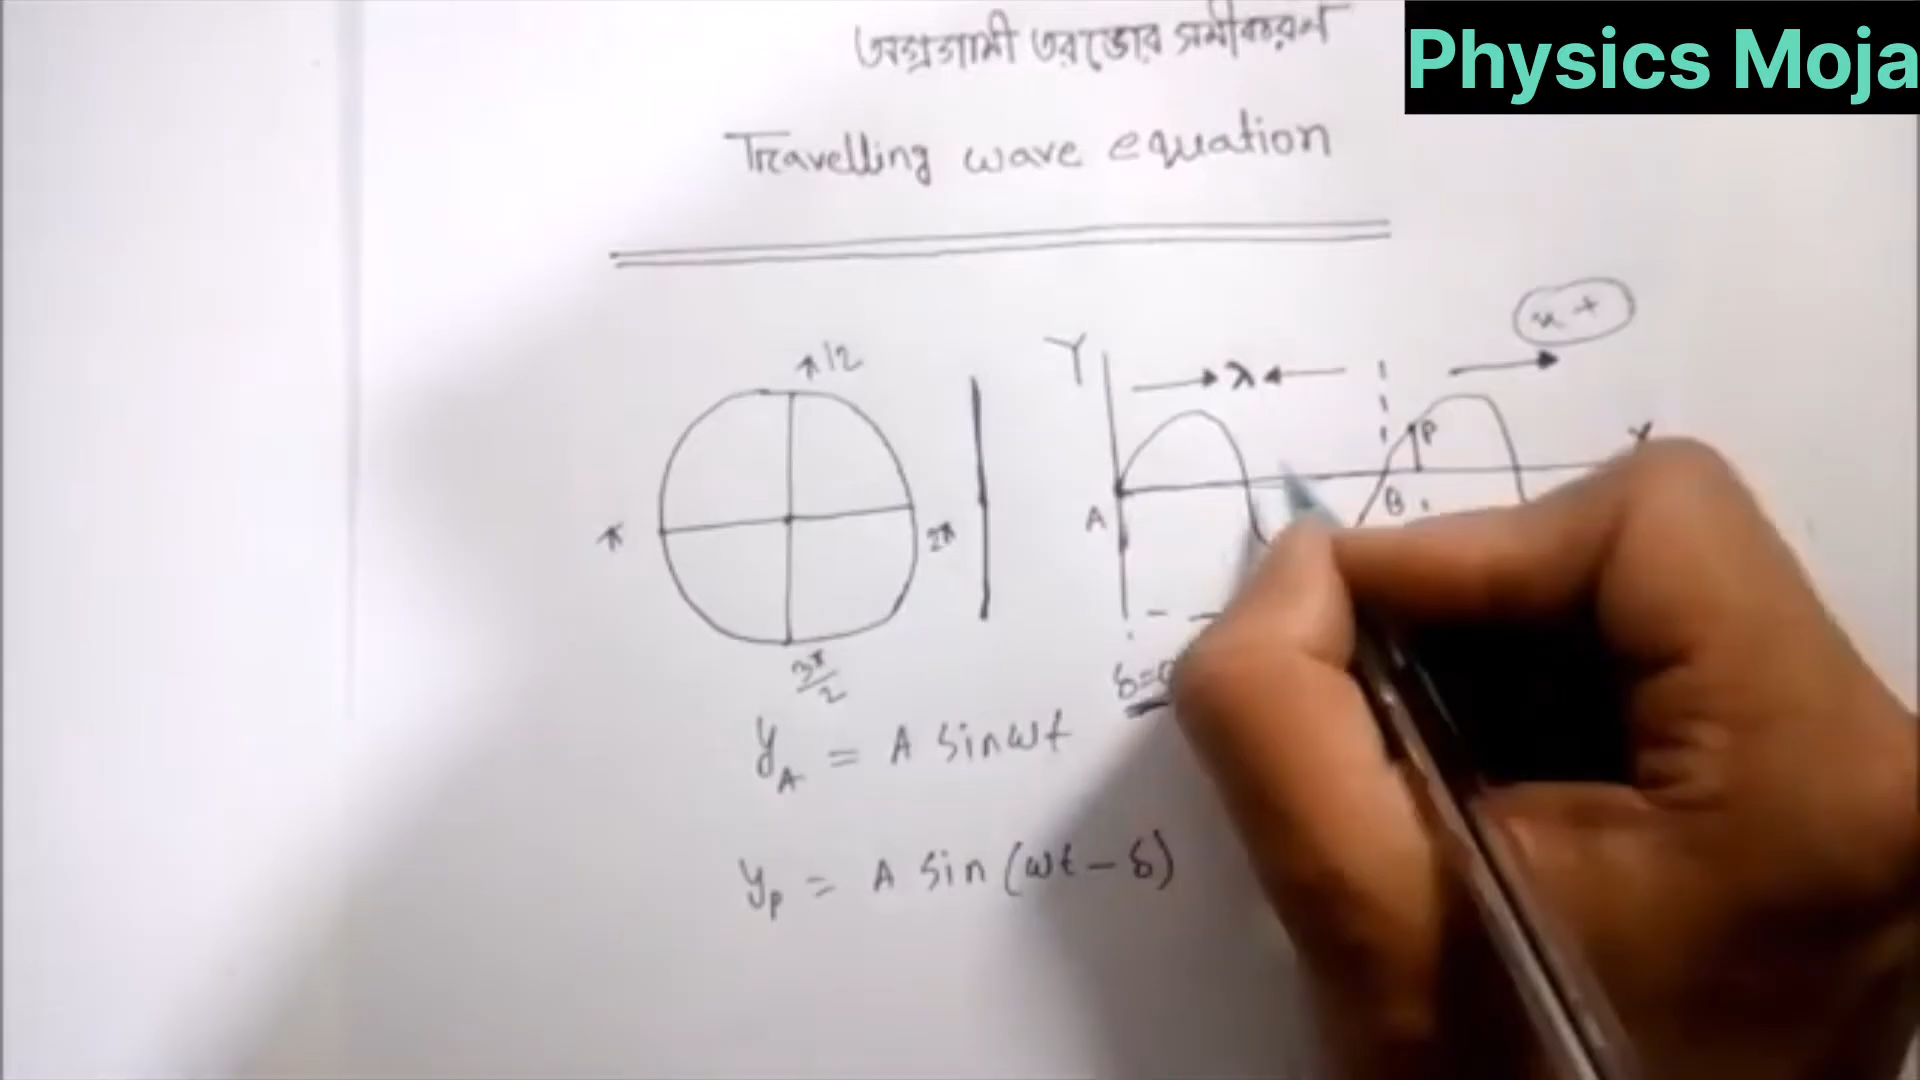 অগ্রগামী তরঙ্গের সমীকরণ
Physics Moja
Travelling wave equation
x +
π/2
Y
λ
P
X
A
B
π
2π
3π/2
δ=
y_A = A sinωt
y_P = A sin(ωt – δ)